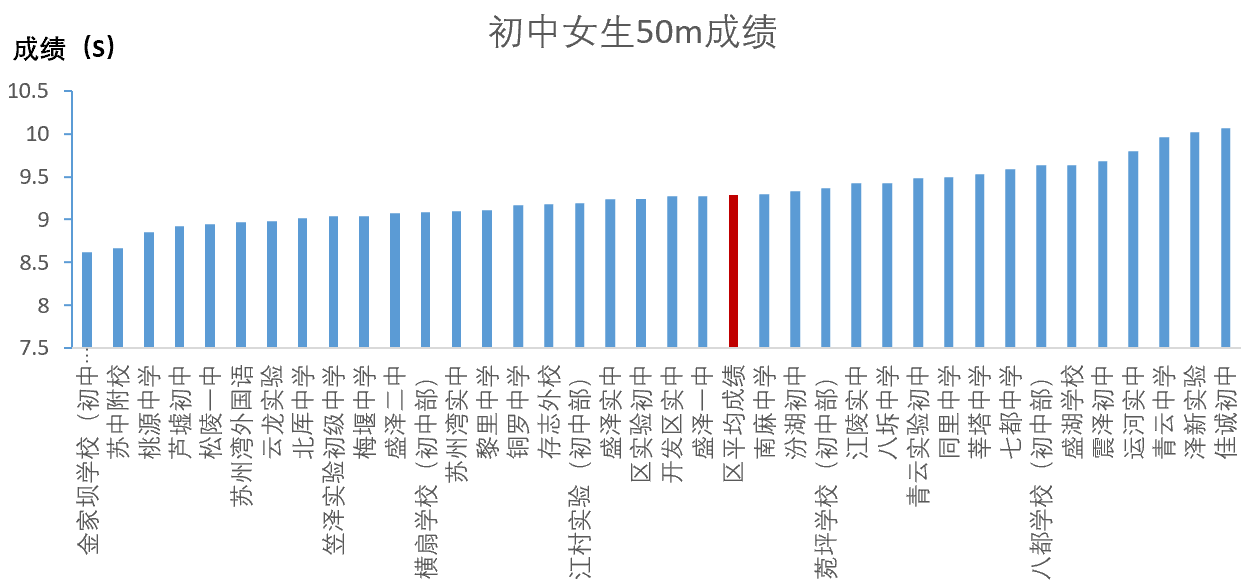 初中女生50m成绩
成绩（S）
10.5
10
9.5
9
8.5
8
7.5
金家坝学校（初中…
苏中附校
桃源中学
芦墟初中
松陵一中
苏州湾外国语
云龙实验
北厍中学
笠泽实验初级中学
梅堰中学
盛泽二中
横扇学校（初中部）
苏州湾实中
黎里中学
铜罗中学
存志外校
江村实验（初中部）
盛泽实中
区实验初中
开发区实中
盛泽一中
区平均成绩
南麻中学
汾湖初中
菀坪学校（初中部）
江陵实中
八坼中学
青云实验初中
同里中学
莘塔中学
七都中学
八都学校（初中部）
盛湖学校
震泽初中
运河实中
青云中学
泽新实验
佳诚初中